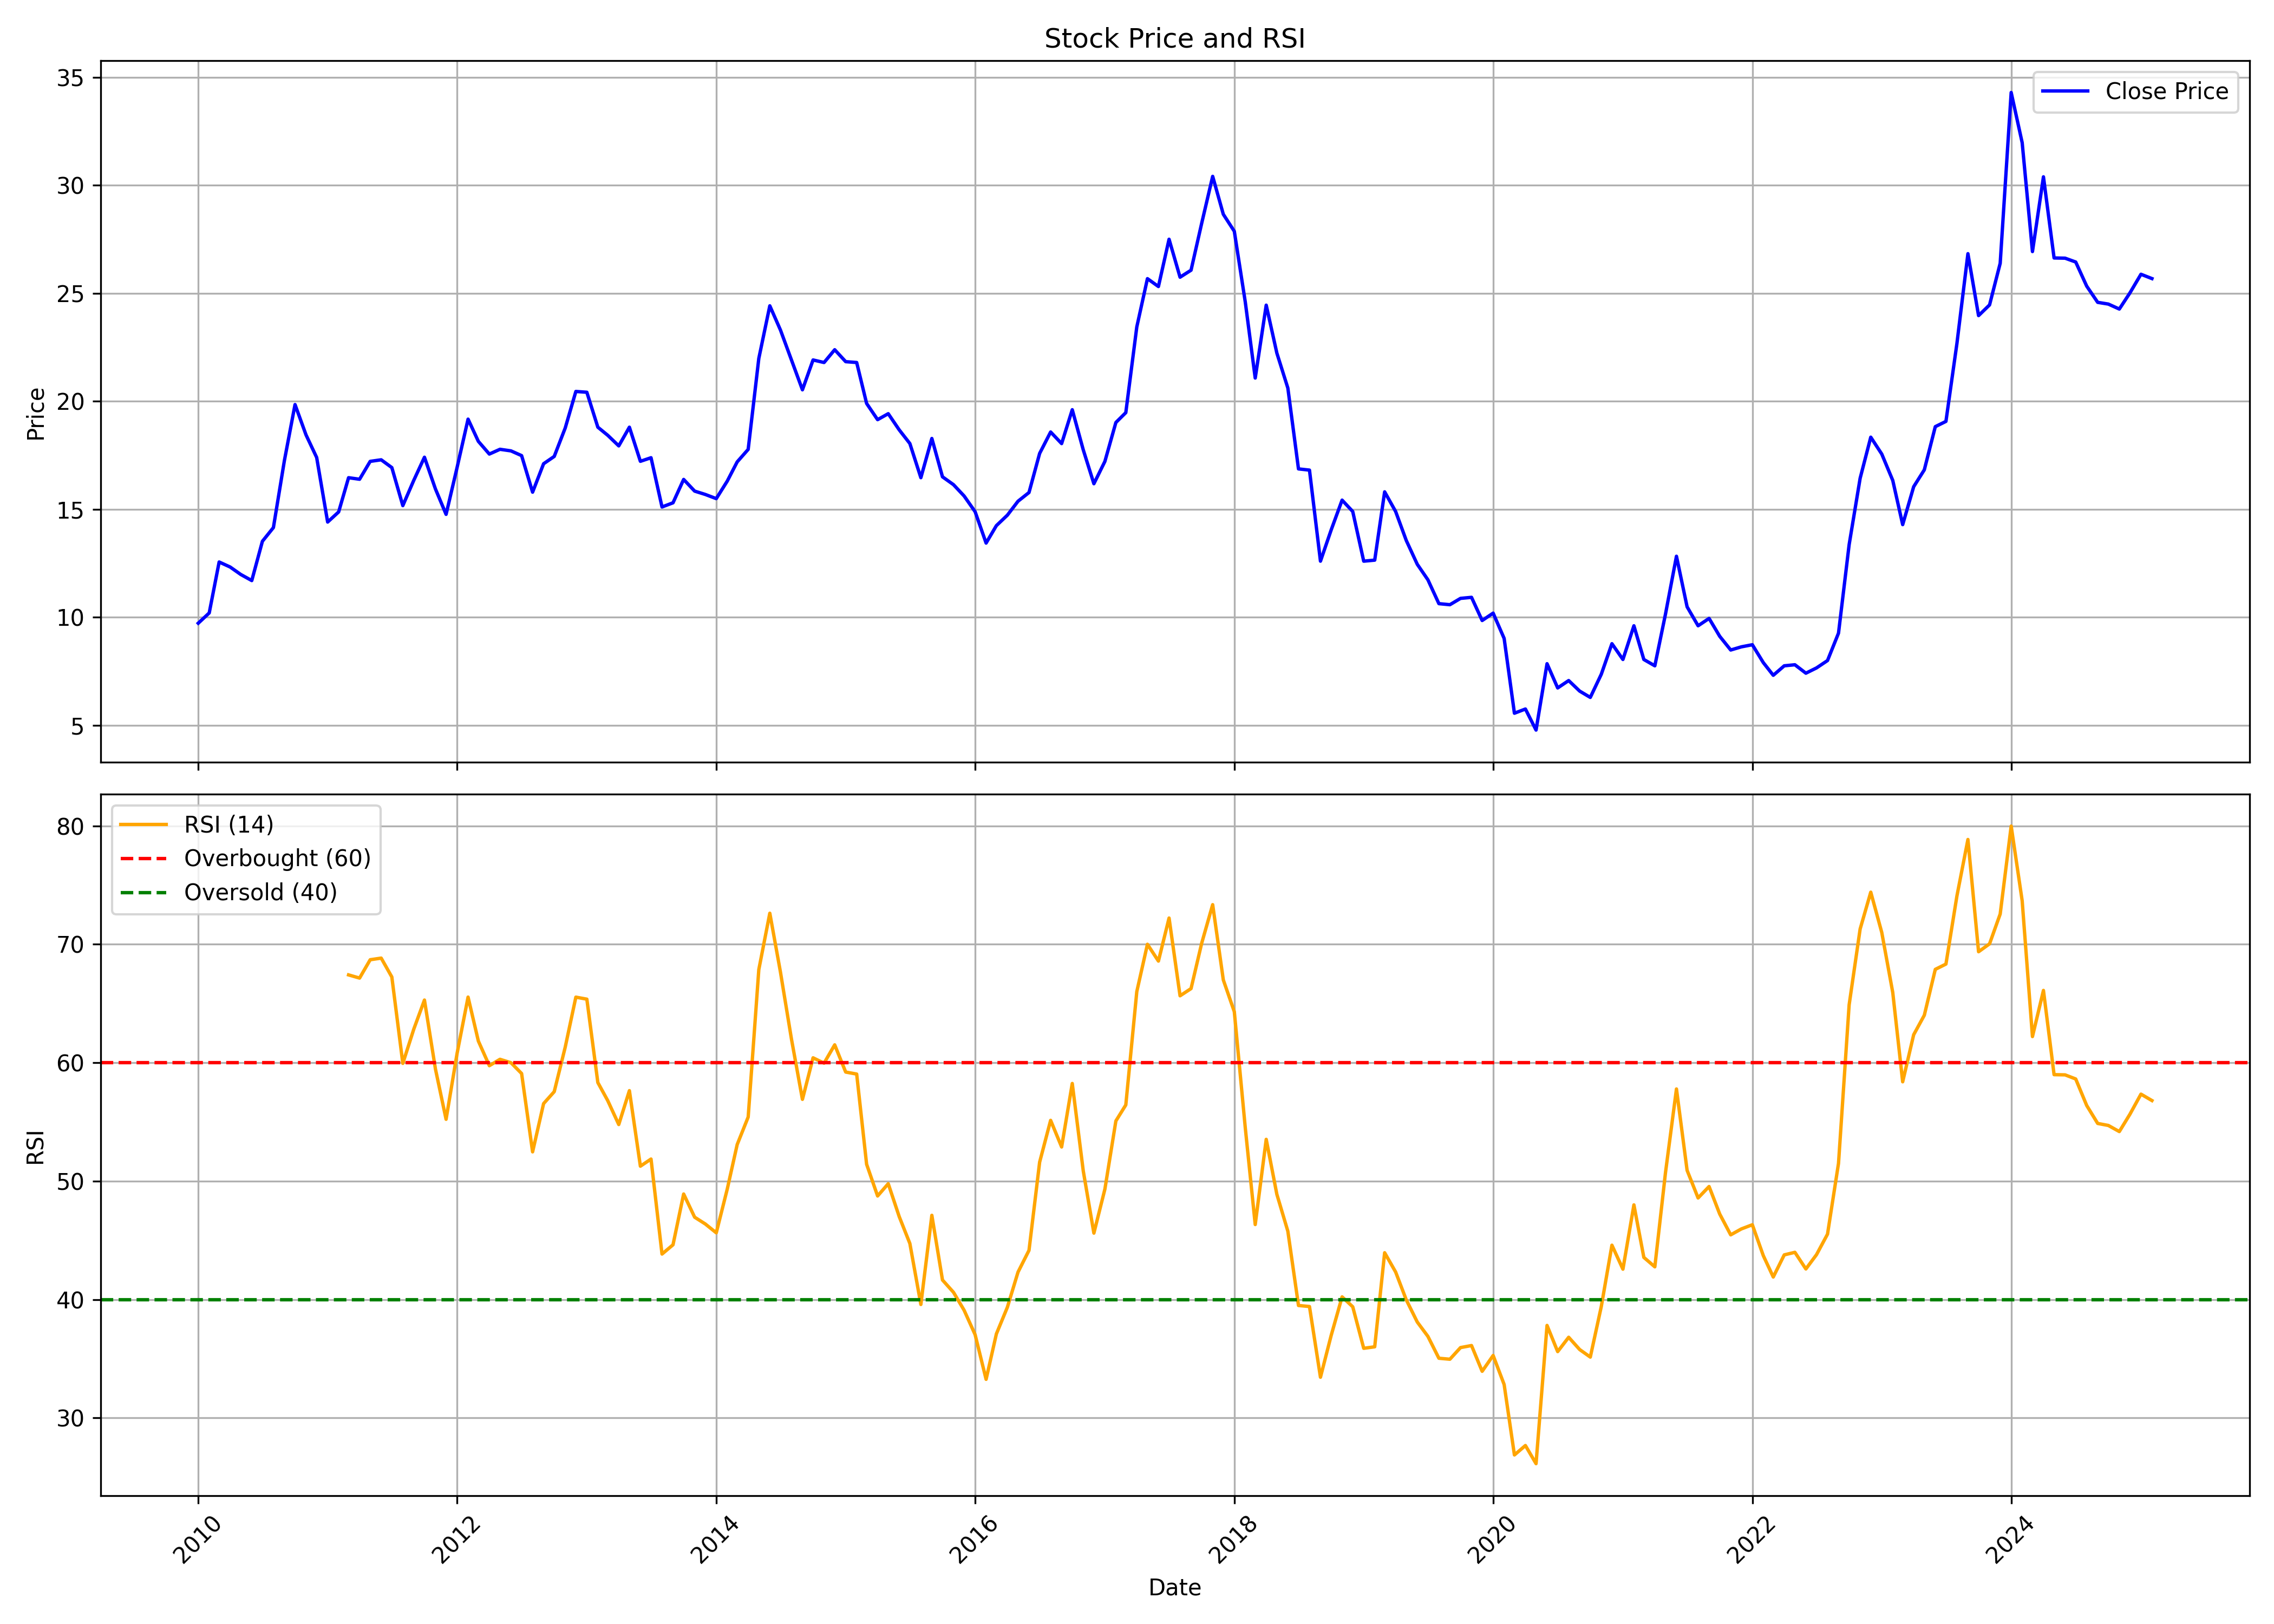 Stock Price and RSI
35
30
25
20
15
10
5
Price
Close Price
80
70
60
50
40
30
RSI
RSI (14)
Overbought (60)
Oversold (40)
2010
2012
2014
2016
2018
2020
2022
2024
Date